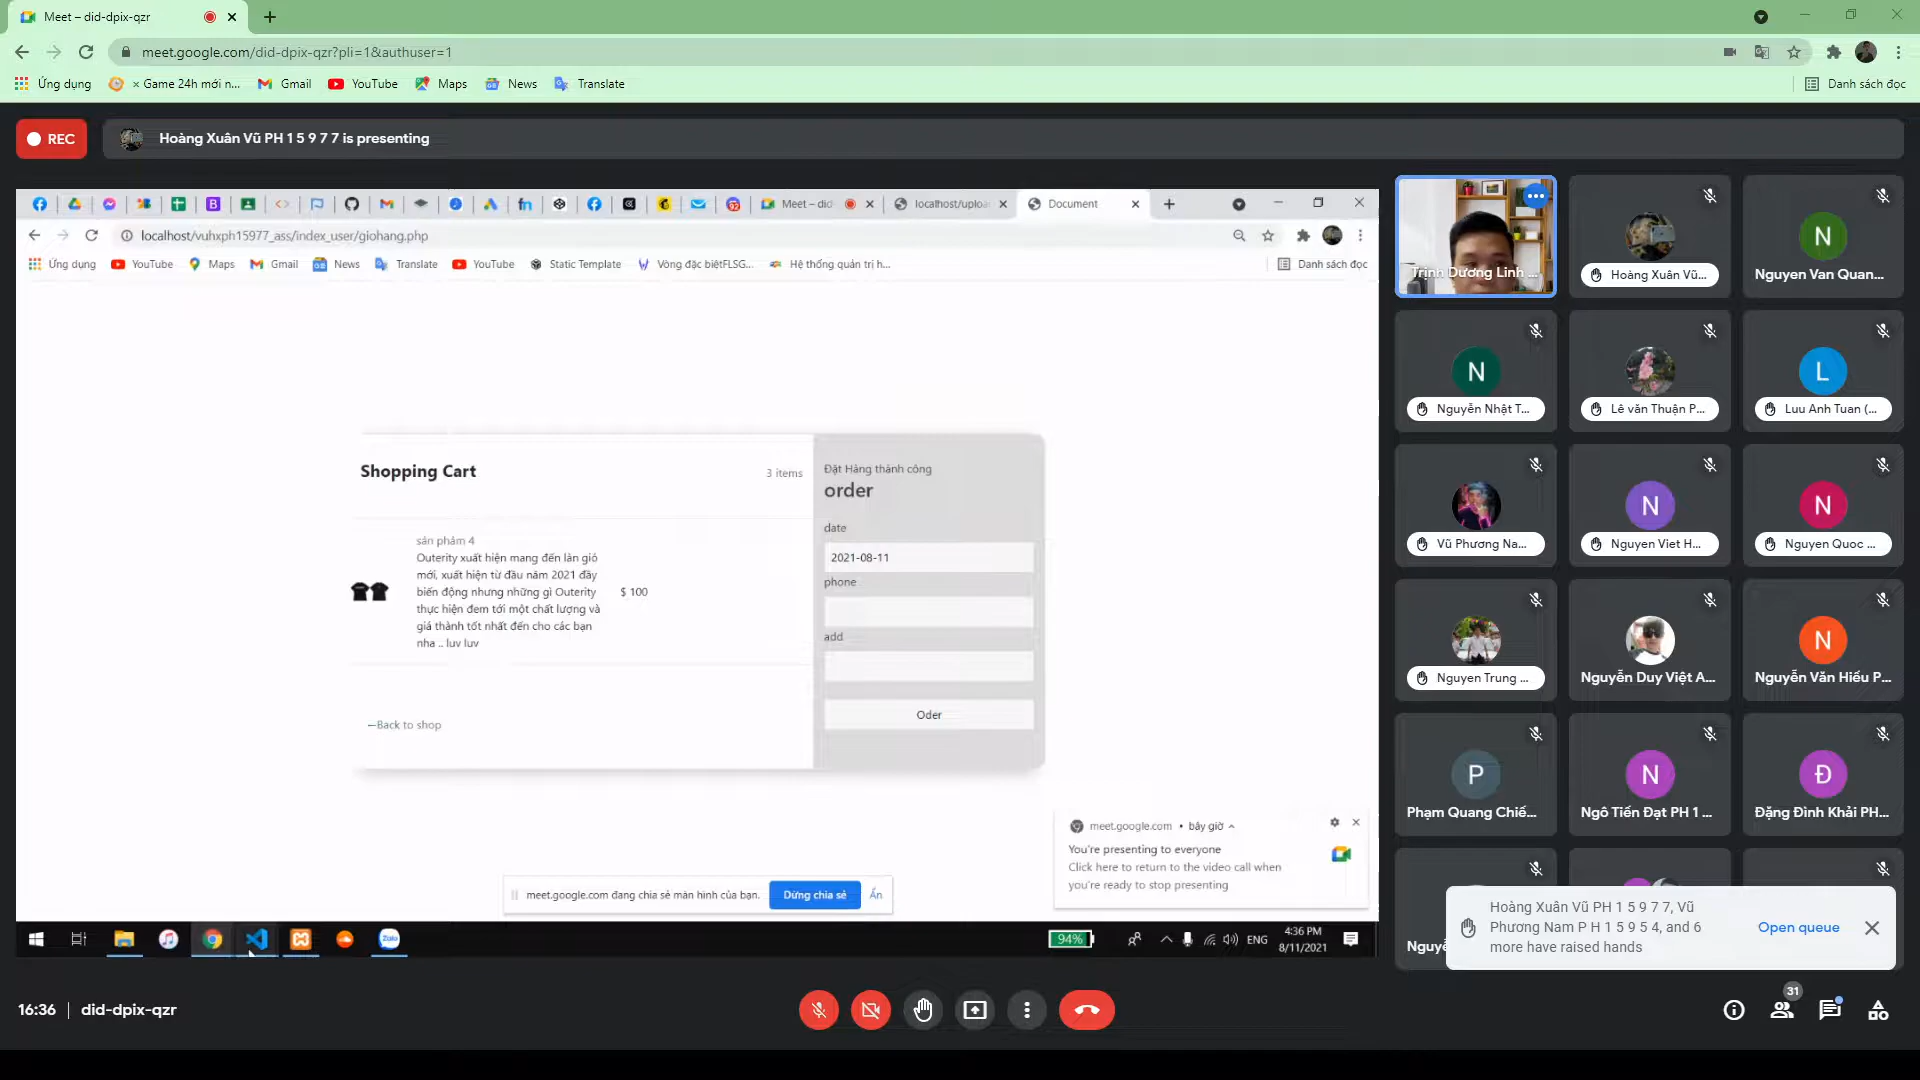 Meet – did-dpix-qzr
meet.google.com/did-dpix-qzr?pli=1&authuser=1
Ứng dụng
× Game 24h mới n...
Gmail
YouTube
Maps
News
Translate
Danh sách đọc
REC
Hoàng Xuân Vũ PH 1 5 9 7 7 is presenting
Meet – did-
localhost/uploa
Document
localhost/vuhxph15977_ass/index_user/giohang.php
Ứng dụng
YouTube
Maps
Gmail
News
Translate
YouTube
Static Template
Vòng đặc biệtFLSG...
Hệ thống quản trị h...
Danh sách đọc
Shopping Cart
3 items
sản phẩm 4
Outerity xuất hiện mang đến làn gió
mới, xuất hiện từ đầu năm 2021 đầy
biến động nhưng những gì Outerity
thực hiện đem tới một chất lượng và
giá thành tốt nhất đến cho các bạn
nha .. luv luv
$ 100
←Back to shop
Đặt Hàng thành công
order
date
2021-08-11
phone
add
Oder
meet.google.com • bây giờ
You're presenting to everyone
Click here to return to the video call when
you're ready to stop presenting
meet.google.com đang chia sẻ màn hình của bạn.
Dừng chia sẻ
Ẩn
94%
ENG
4:36 PM
8/11/2021
Trịnh Dương Linh ...
Hoàng Xuân Vũ...
N
Nguyen Van Quan...
N
Nguyễn Nhật T...
Lê văn Thuận P...
L
Luu Anh Tuan (...
Vũ Phương Na...
N
Nguyen Viet H...
N
Nguyen Quoc ...
Nguyen Trung ...
Nguyễn Duy Việt A...
N
Nguyễn Văn Hiếu P...
P
Phạm Quang Chiế...
N
Ngô Tiến Đạt PH 1 ...
Đ
Đặng Đình Khải PH...
Hoàng Xuân Vũ PH 1 5 9 7 7, Vũ
Phương Nam P H 1 5 9 5 4, and 6
more have raised hands
Open queue
16:36
did-dpix-qzr
31